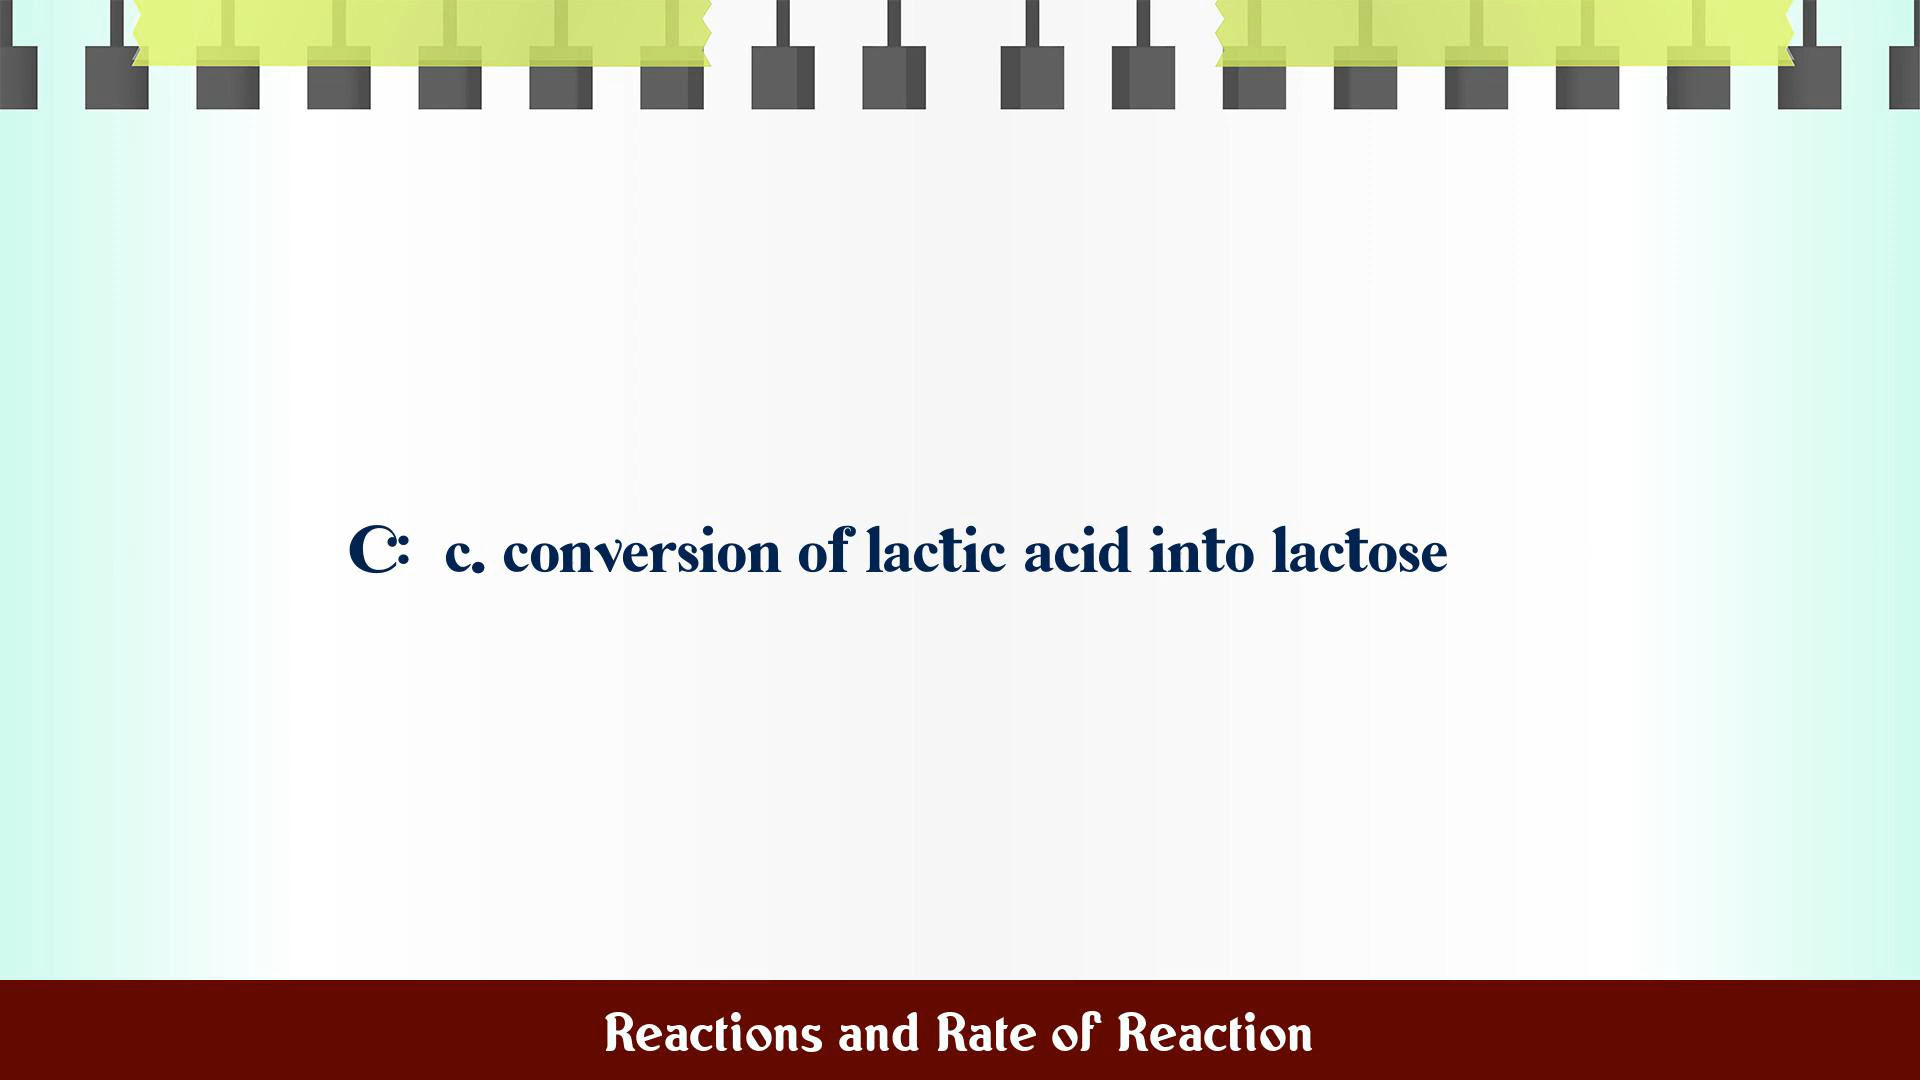 C: c. conversion of lactic acid into lactose
Reactions and Rate of Reaction